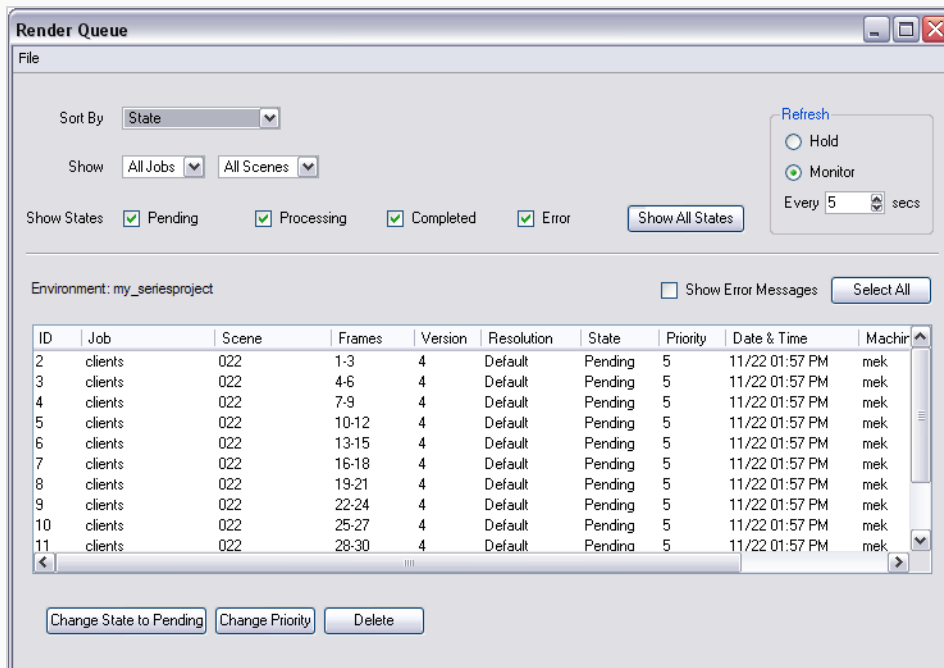 Render Queue
File
Sort By State
Refresh
Hold
Show All Jobs All Scenes
Monitor
Every 5 secs
Show States Pending Processing Completed Error Show All States
Environment: my_seriesproject Show Error Messages Select All
ID Job Scene Frames Version Resolution State Priority Date & Time Machin
2 clients 022 1-3 4 Default Pending 5 11/22 01:57 PM mek
3 clients 022 4-6 4 Default Pending 5 11/22 01:57 PM mek
4 clients 022 7-9 4 Default Pending 5 11/22 01:57 PM mek
5 clients 022 10-12 4 Default Pending 5 11/22 01:57 PM mek
6 clients 022 13-15 4 Default Pending 5 11/22 01:57 PM mek
7 clients 022 16-18 4 Default Pending 5 11/22 01:57 PM mek
8 clients 022 19-21 4 Default Pending 5 11/22 01:57 PM mek
9 clients 022 22-24 4 Default Pending 5 11/22 01:57 PM mek
10 clients 022 25-27 4 Default Pending 5 11/22 01:57 PM mek
11 clients 022 28-30 4 Default Pending 5 11/22 01:57 PM mek
Change State to Pending Change Priority Delete